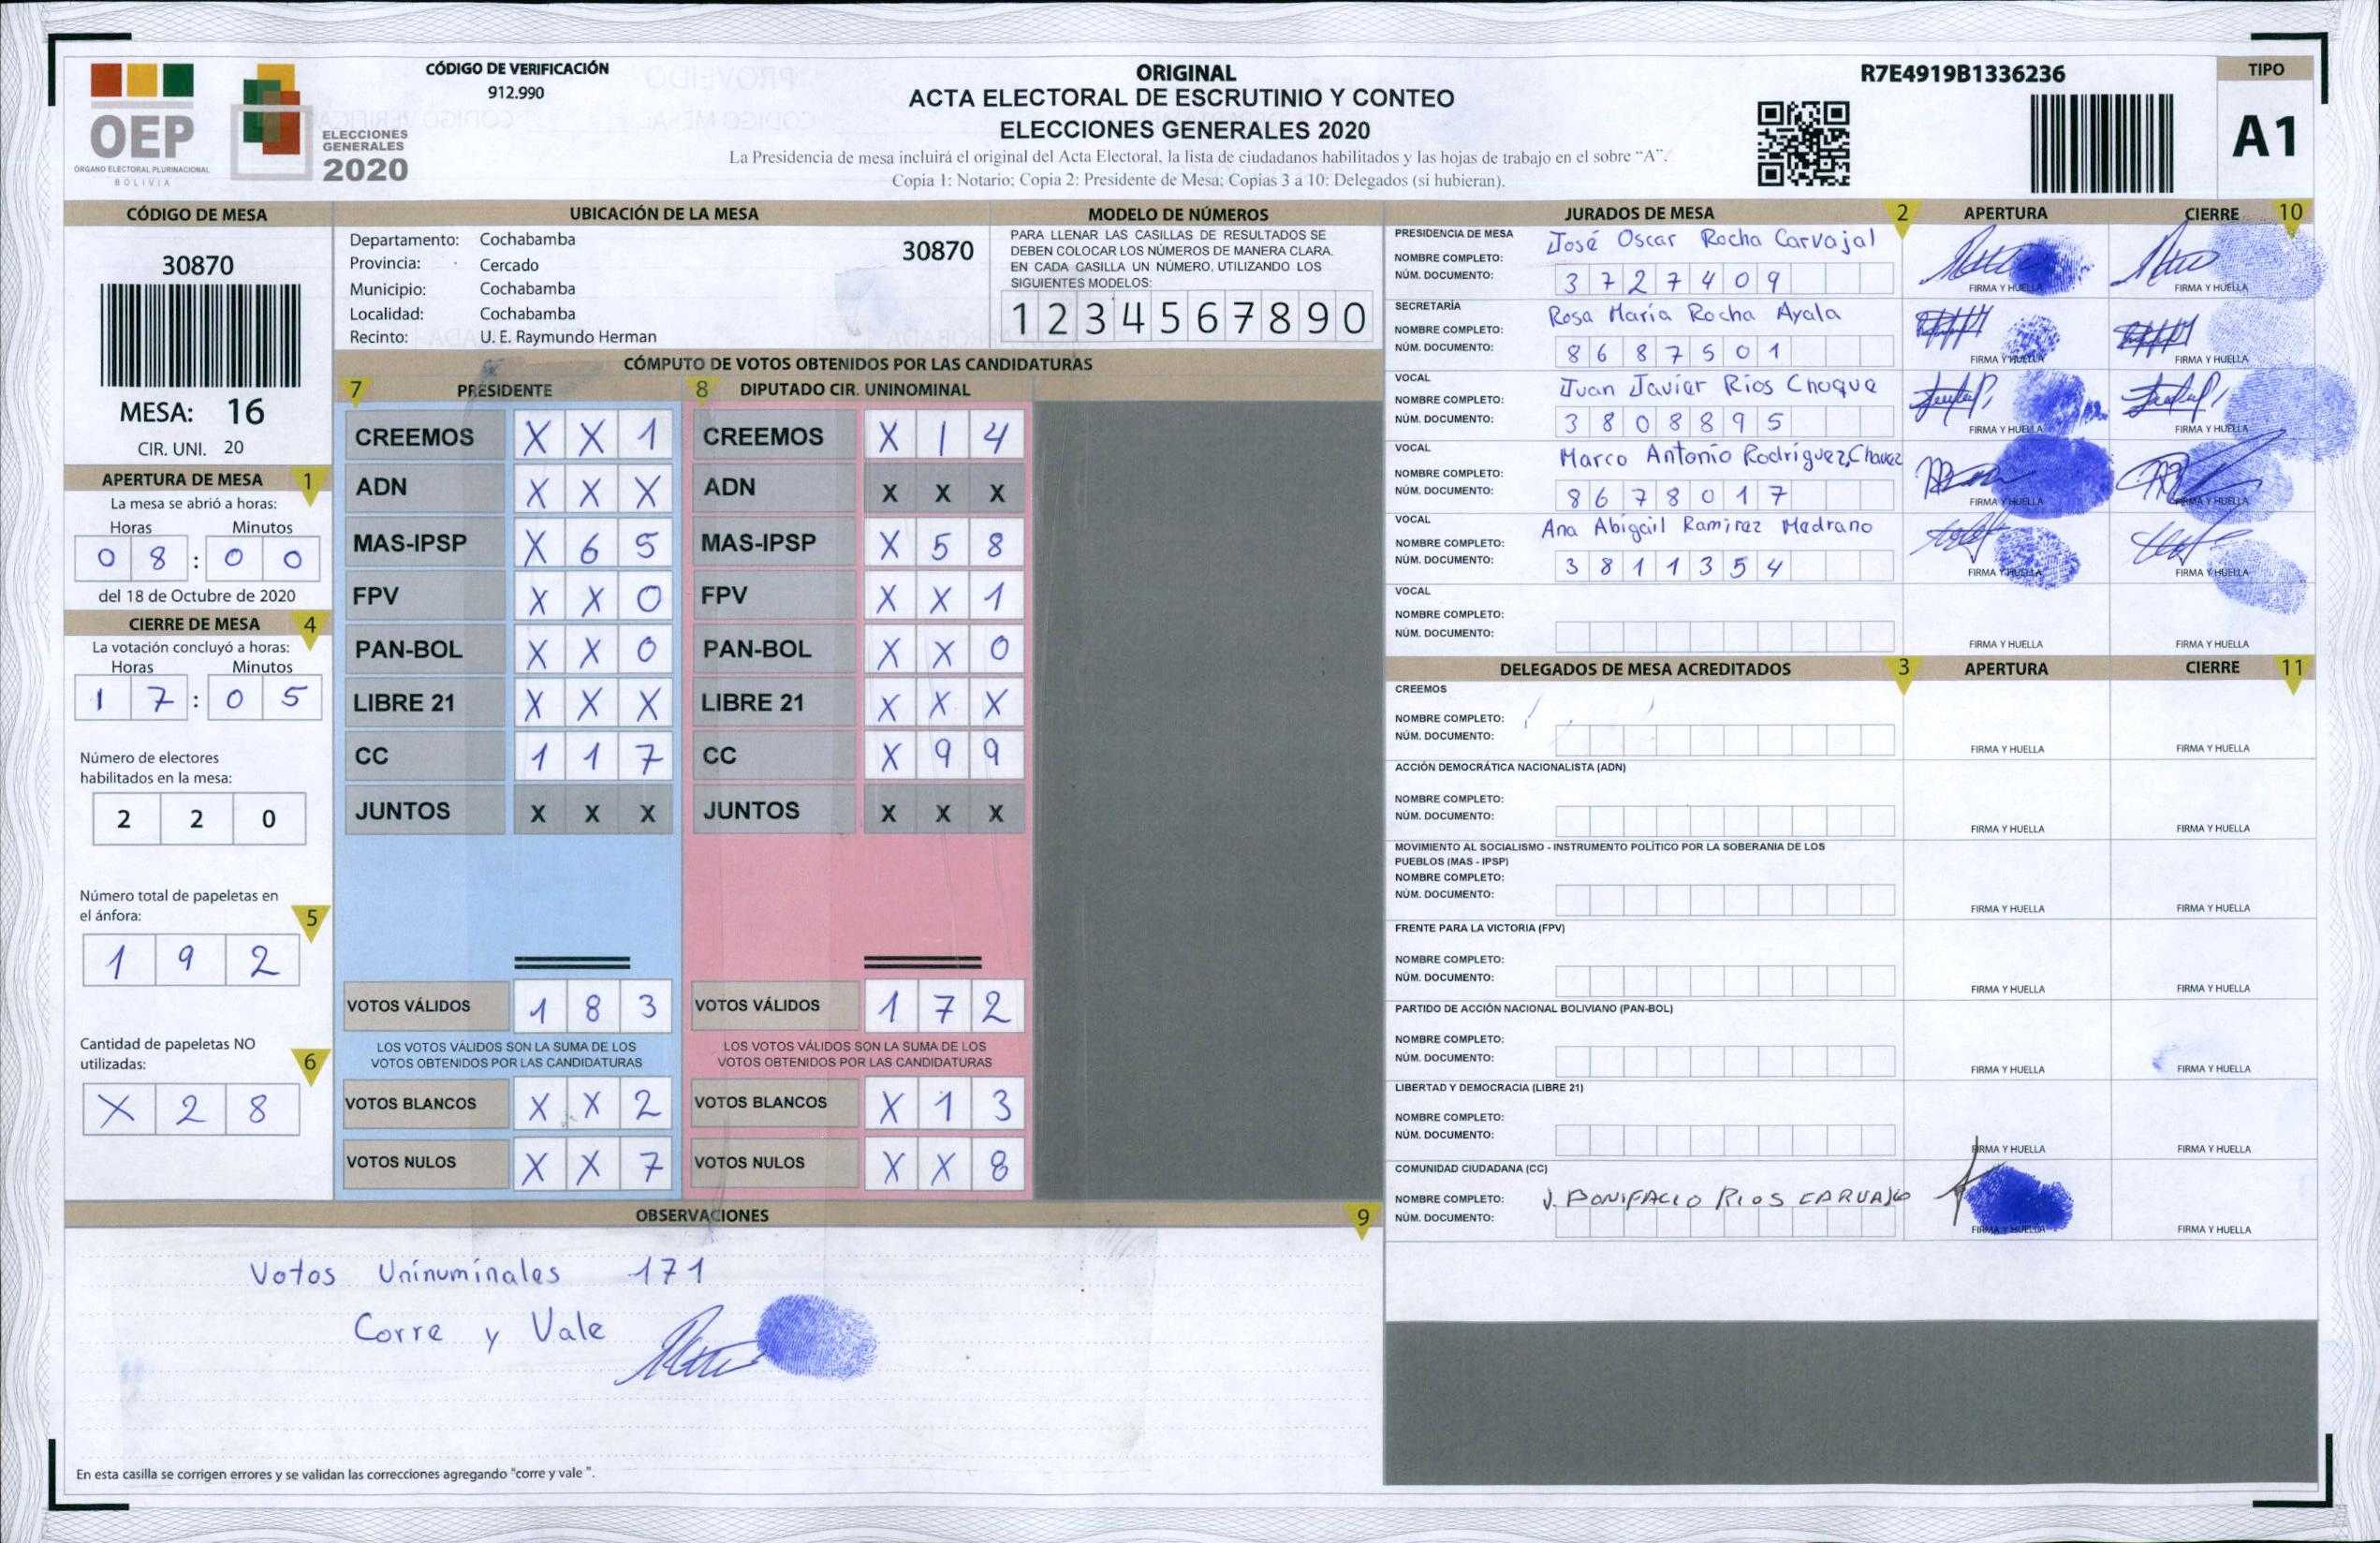 OEP
ÓRGANO ELECTORAL PLURINACIONAL
BOLIVIA
ELECCIONES
GENERALES
2020
CÓDIGO DE VERIFICACIÓN
912.990
ORIGINAL
ACTA ELECTORAL DE ESCRUTINIO Y CONTEO
ELECCIONES GENERALES 2020
La Presidencia de mesa incluirá el original del Acta Electoral, la lista de ciudadanos habilitados y las hojas de trabajo en el sobre "A".
Copia 1: Notario; Copia 2: Presidente de Mesa; Copias 3 a 10: Delegados (si hubieran).
R7E4919B1336236
TIPO
A1
CÓDIGO DE MESA
30870
MESA: 16
CIR. UNI. 20
APERTURA DE MESA 1
La mesa se abrió a horas:
Horas Minutos
0 8 : 0 0
del 18 de Octubre de 2020
CIERRE DE MESA 4
La votación concluyó a horas:
Horas Minutos
1 7 : 0 5
Número de electores
habilitados en la mesa:
2 2 0
Número total de papeletas en
el ánfora:
5
1 9 2
Cantidad de papeletas NO
utilizadas:
6
X 2 8
UBICACIÓN DE LA MESA
Departamento: Cochabamba
30870
Provincia: Cercado
Municipio: Cochabamba
Localidad: Cochabamba
Recinto: U. E. Raymundo Herman
MODELO DE NÚMEROS
PARA LLENAR LAS CASILLAS DE RESULTADOS SE
DEBEN COLOCAR LOS NÚMEROS DE MANERA CLARA.
EN CADA CASILLA UN NÚMERO, UTILIZANDO LOS
SIGUIENTES MODELOS:
1 2 3 4 5 6 7 8 9 0
CÓMPUTO DE VOTOS OBTENIDOS POR LAS CANDIDATURAS
7 PRESIDENTE
CREEMOS X X 1
ADN X X X
MAS-IPSP X 6 5
FPV X X 0
PAN-BOL X X 0
LIBRE 21 X X X
CC 1 1 7
JUNTOS X X X
VOTOS VÁLIDOS 1 8 3
LOS VOTOS VÁLIDOS SON LA SUMA DE LOS
VOTOS OBTENIDOS POR LAS CANDIDATURAS
VOTOS BLANCOS X X 2
VOTOS NULOS X X 7
8 DIPUTADO CIR. UNINOMINAL
CREEMOS X 1 4
ADN X X X
MAS-IPSP X 5 8
FPV X X 1
PAN-BOL X X 0
LIBRE 21 X X X
CC X 9 9
JUNTOS X X X
VOTOS VÁLIDOS 1 7 2
LOS VOTOS VÁLIDOS SON LA SUMA DE LOS
VOTOS OBTENIDOS POR LAS CANDIDATURAS
VOTOS BLANCOS X 1 3
VOTOS NULOS X X 8
OBSERVACIONES 9
Votos Uninuminales 171
Corre y Vale
En esta casilla se corrigen errores y se validan las correcciones agregando "corre y vale ".
JURADOS DE MESA 2 APERTURA CIERRE 10
PRESIDENCIA DE MESA
NOMBRE COMPLETO: José Oscar Rocha Carvajal
NÚM. DOCUMENTO: 3 7 2 7 4 0 9
FIRMA Y HUELLA FIRMA Y HUELLA
SECRETARÍA
NOMBRE COMPLETO: Rosa María Rocha Ayala
NÚM. DOCUMENTO: 8 6 8 7 5 0 1
FIRMA Y HUELLA FIRMA Y HUELLA
VOCAL
NOMBRE COMPLETO: Juan Javier Ríos Choque
NÚM. DOCUMENTO: 3 8 0 8 8 9 5
FIRMA Y HUELLA FIRMA Y HUELLA
VOCAL
NOMBRE COMPLETO: Marco Antonio Rodríguez Chavez
NÚM. DOCUMENTO: 8 6 7 8 0 1 7
FIRMA Y HUELLA FIRMA Y HUELLA
VOCAL
NOMBRE COMPLETO: Ana Abigail Ramírez Medrano
NÚM. DOCUMENTO: 3 8 1 1 3 5 4
FIRMA Y HUELLA FIRMA Y HUELLA
VOCAL
NOMBRE COMPLETO:
NÚM. DOCUMENTO:
FIRMA Y HUELLA FIRMA Y HUELLA
DELEGADOS DE MESA ACREDITADOS 3 APERTURA CIERRE 11
CREEMOS
NOMBRE COMPLETO:
NÚM. DOCUMENTO:
FIRMA Y HUELLA FIRMA Y HUELLA
ACCIÓN DEMOCRÁTICA NACIONALISTA (ADN)
NOMBRE COMPLETO:
NÚM. DOCUMENTO:
FIRMA Y HUELLA FIRMA Y HUELLA
MOVIMIENTO AL SOCIALISMO - INSTRUMENTO POLÍTICO POR LA SOBERANIA DE LOS
PUEBLOS (MAS - IPSP)
NOMBRE COMPLETO:
NÚM. DOCUMENTO:
FIRMA Y HUELLA FIRMA Y HUELLA
FRENTE PARA LA VICTORIA (FPV)
NOMBRE COMPLETO:
NÚM. DOCUMENTO:
FIRMA Y HUELLA FIRMA Y HUELLA
PARTIDO DE ACCIÓN NACIONAL BOLIVIANO (PAN-BOL)
NOMBRE COMPLETO:
NÚM. DOCUMENTO:
FIRMA Y HUELLA FIRMA Y HUELLA
LIBERTAD Y DEMOCRACIA (LIBRE 21)
NOMBRE COMPLETO:
NÚM. DOCUMENTO:
FIRMA Y HUELLA FIRMA Y HUELLA
COMUNIDAD CIUDADANA (CC)
NOMBRE COMPLETO: J. BONIFACIO RIOS CARVAJO
NÚM. DOCUMENTO:
FIRMA Y HUELLA FIRMA Y HUELLA